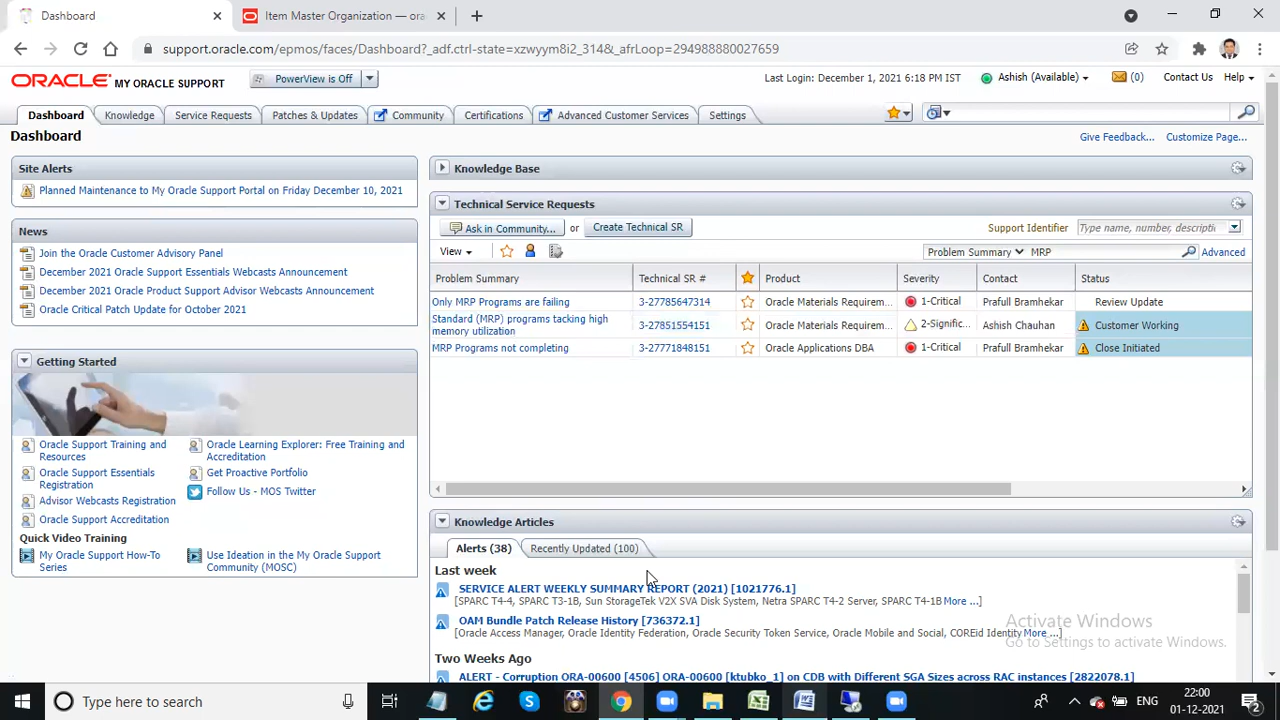 Dashboard
Item Master Organization — ora
support.oracle.com/epmos/faces/Dashboard?_adf.ctrl-state=xzwyym8i2_314&_afrLoop=294988880027659
ORACLE MY ORACLE SUPPORT
PowerView is Off
Last Login: December 1, 2021 6:18 PM IST
Ashish (Available)
(0)
Contact Us
Help
Dashboard
Knowledge
Service Requests
Patches & Updates
Community
Certifications
Advanced Customer Services
Settings
Dashboard
Give Feedback...
Customize Page...
Site Alerts
Planned Maintenance to My Oracle Support Portal on Friday December 10, 2021
News
Join the Oracle Customer Advisory Panel
December 2021 Oracle Support Essentials Webcasts Announcement
December 2021 Oracle Product Support Advisor Webcasts Announcement
Oracle Critical Patch Update for October 2021
Getting Started
Oracle Support Training and
Resources
Oracle Support Essentials
Registration
Advisor Webcasts Registration
Oracle Support Accreditation
Oracle Learning Explorer: Free Training and
Accreditation
Get Proactive Portfolio
Follow Us - MOS Twitter
Quick Video Training
My Oracle Support How-To
Series
Use Ideation in the My Oracle Support
Community (MOSC)
Knowledge Base
Technical Service Requests
Ask in Community...
or
Create Technical SR
Support Identifier
Type name, number, descripti
View
Problem Summary
MRP
Advanced
Problem Summary
Technical SR #
Product
Severity
Contact
Status
Only MRP Programs are failing
3-27785647314
Oracle Materials Requirem...
1-Critical
Prafull Bramhekar
Review Update
Standard (MRP) programs tacking high
memory utilization
3-27851554151
Oracle Materials Requirem...
2-Signific...
Ashish Chauhan
Customer Working
MRP Programs not completing
3-27771848151
Oracle Applications DBA
1-Critical
Prafull Bramhekar
Close Initiated
Knowledge Articles
Alerts (38)
Recently Updated (100)
Last week
SERVICE ALERT WEEKLY SUMMARY REPORT (2021) [1021776.1]
[SPARC T4-4, SPARC T3-1B, Sun StorageTek V2X SVA Disk System, Netra SPARC T4-2 Server, SPARC T4-1B More ...]
OAM Bundle Patch Release History [736372.1]
[Oracle Access Manager, Oracle Identity Federation, Oracle Security Token Service, Oracle Mobile and Social, COREid Identity More ...]
Two Weeks Ago
ALERT - Corruption ORA-00600 [4506] ORA-00600 [ktubko_1] on CDB with Different SGA Sizes across RAC instances [2822078.1]
Activate Windows
Go to Settings to activate Windows.
Type here to search
ENG
22:00
01-12-2021
2